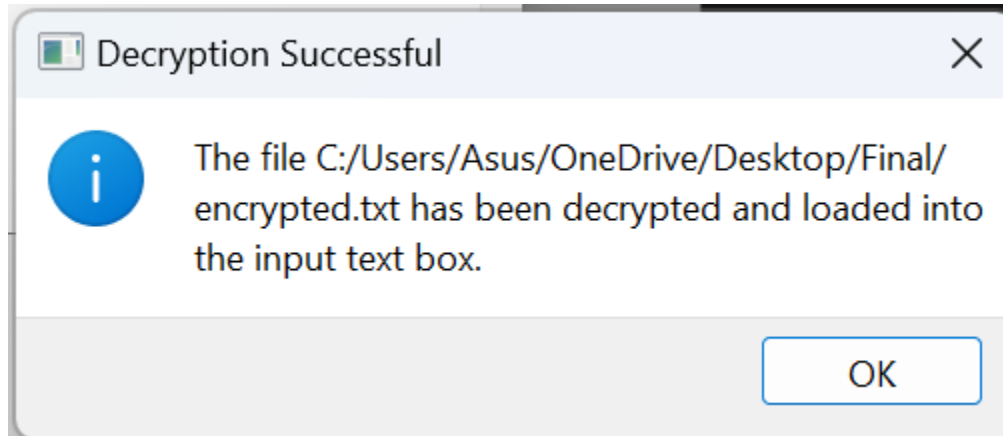 Decryption Successful
The file C:/Users/Asus/OneDrive/Desktop/Final/
encrypted.txt has been decrypted and loaded into
the input text box.
OK